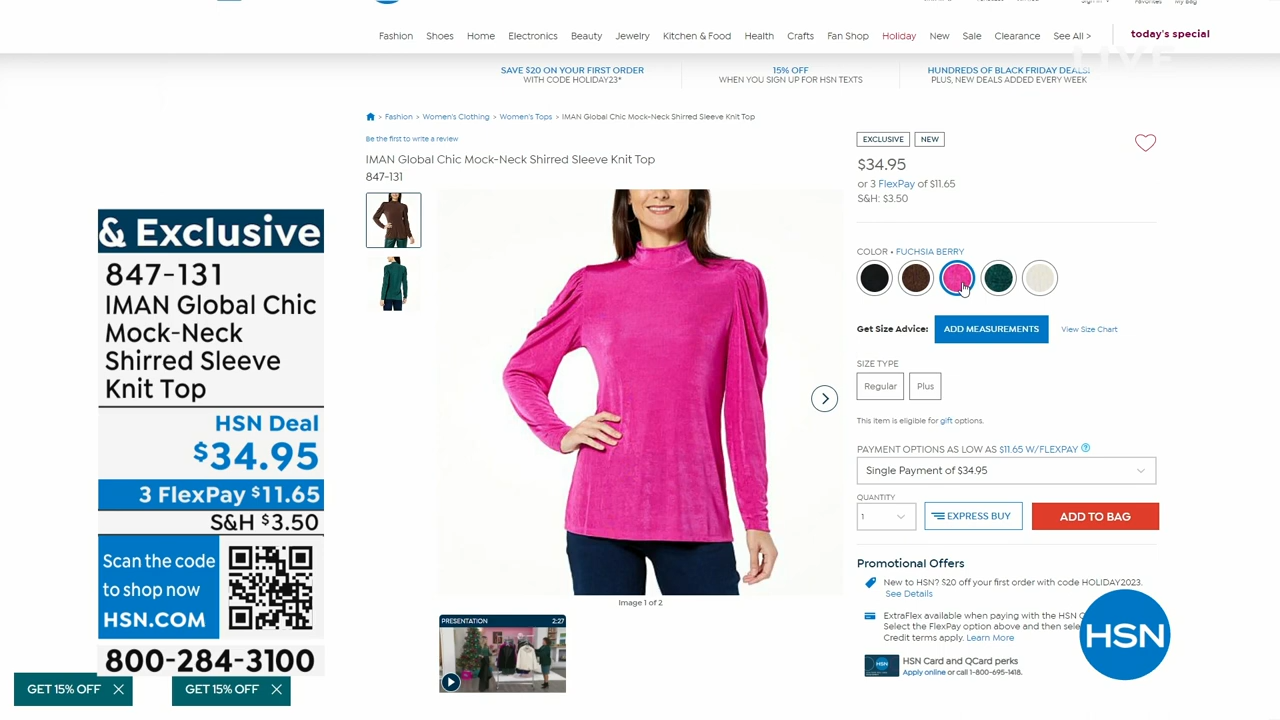 Fashion Shoes Home Electronics Beauty Jewelry Kitchen & Food Health Crafts Fan Shop Holiday New Sale Clearance See All > today's special
LIVE
SAVE $20 ON YOUR FIRST ORDER
WITH CODE HOLIDAY23*
15% OFF
WHEN YOU SIGN UP FOR HSN TEXTS
HUNDREDS OF BLACK FRIDAY DEALS!
PLUS, NEW DEALS ADDED EVERY WEEK
> Fashion > Women's Clothing > Women's Tops > IMAN Global Chic Mock-Neck Shirred Sleeve Knit Top
Be the first to write a review
IMAN Global Chic Mock-Neck Shirred Sleeve Knit Top
847-131
EXCLUSIVE NEW
$34.95
or 3 FlexPay of $11.65
S&H: $3.50
COLOR • FUCHSIA BERRY
Get Size Advice: ADD MEASUREMENTS View Size Chart
SIZE TYPE
Regular Plus
This item is eligible for gift options.
PAYMENT OPTIONS AS LOW AS $11.65 W/FLEXPAY ?
Single Payment of $34.95
QUANTITY
1 EXPRESS BUY ADD TO BAG
Promotional Offers
New to HSN? $20 off your first order with code HOLIDAY2023.
See Details
ExtraFlex available when paying with the HSN
Select the FlexPay option above and then
Credit terms apply. Learn More
HSN
HSN Card and QCard perks
Apply online or call 1-800-695-1418.
HSN
Image 1 of 2
PRESENTATION 2:27
& Exclusive
847-131
IMAN Global Chic
Mock-Neck
Shirred Sleeve
Knit Top
HSN Deal
$34.95
3 FlexPay $11.65
S&H $3.50
Scan the code
to shop now
HSN.COM
800-284-3100
GET 15% OFF GET 15% OFF